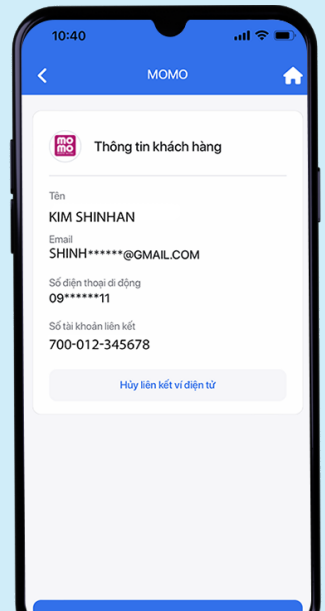 10:40
MOMO
mo
mo
Thông tin khách hàng
Tên
KIM SHINHAN
Email
SHINH******@GMAIL.COM
Số điện thoại di động
09******11
Số tài khoản liên kết
700-012-345678
Hủy liên kết ví điện tử